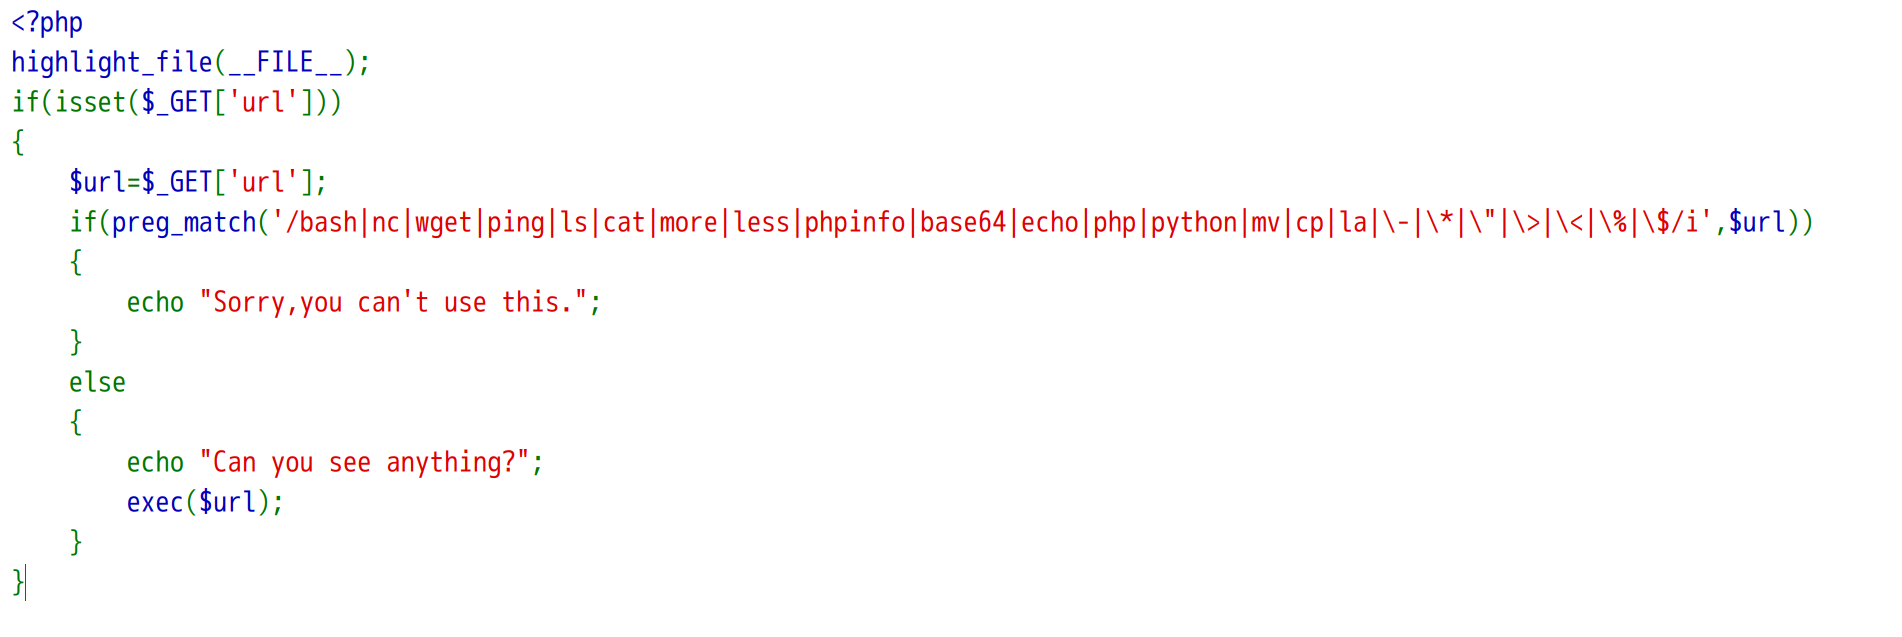 <?php
highlight_file(__FILE__);
if(isset($_GET['url']))
{
    $url=$_GET['url'];
    if(preg_match('/bash|nc|wget|ping|ls|cat|more|less|phpinfo|base64|echo|php|python|mv|cp|la|\-|\*|\"|\>|\<|\%|\$/i',$url))
    {
        echo "Sorry,you can't use this.";
    }
    else
    {
        echo "Can you see anything?";
        exec($url);
    }
}